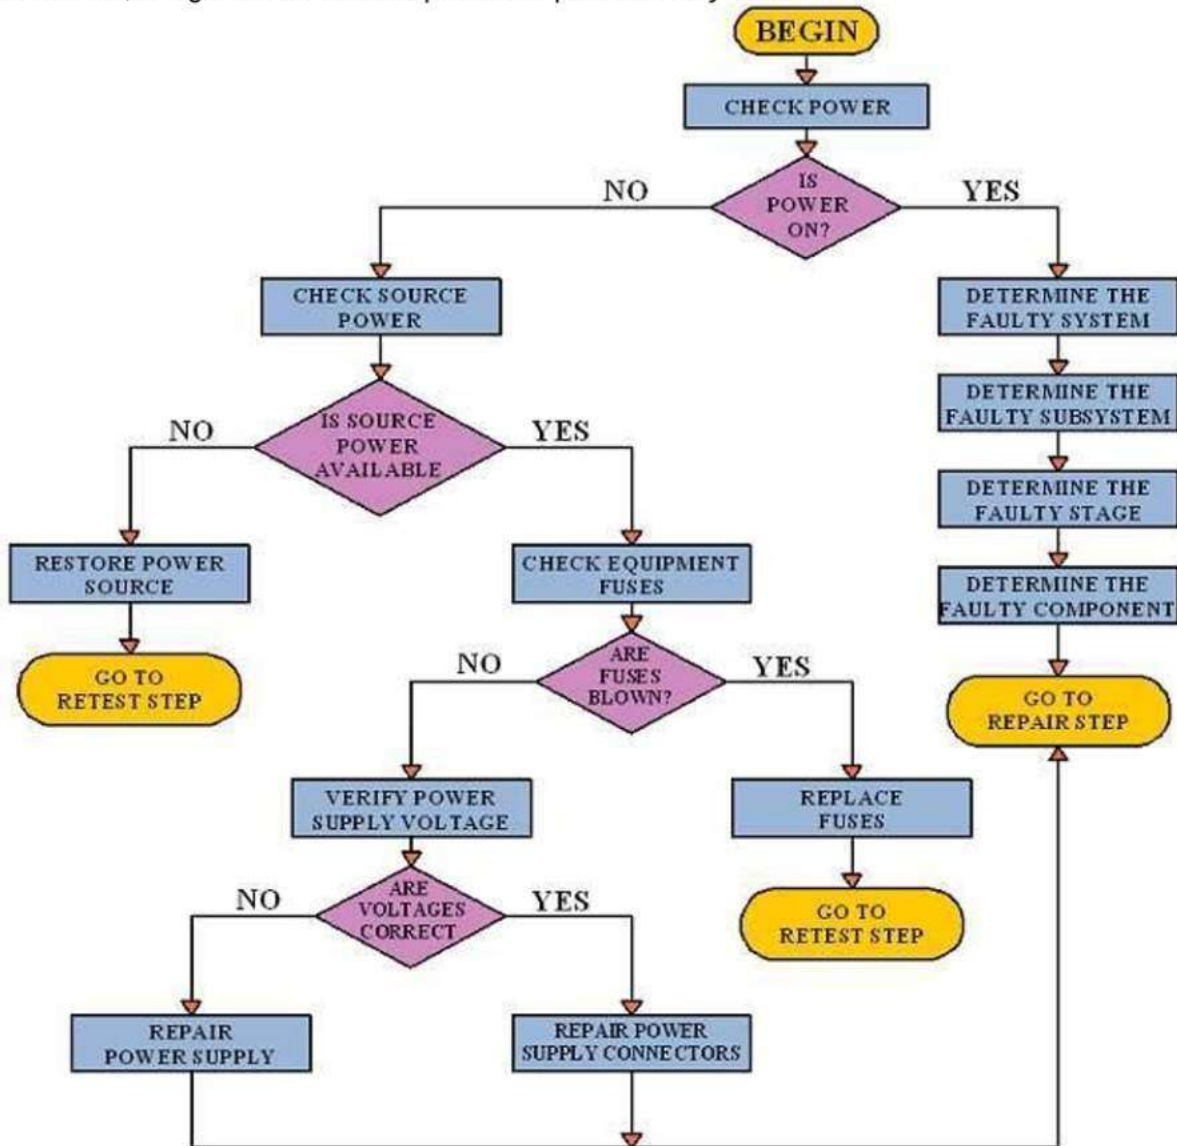 BEGIN
CHECK POWER
IS
POWER
ON?
NO
YES
CHECK SOURCE
POWER
DETERMINE THE
FAULTY SYSTEM
IS SOURCE
POWER
AVAILABLE
NO
YES
DETERMINE THE
FAULTY SUBSYSTEM
DETERMINE THE
FAULTY STAGE
RESTORE POWER
SOURCE
CHECK EQUIPMENT
FUSES
DETERMINE THE
FAULTY COMPONENT
GO TO
RETEST STEP
ARE
FUSES
BLOWN?
NO
YES
GO TO
REPAIR STEP
VERIFY POWER
SUPPLY VOLTAGE
REPLACE
FUSES
ARE
VOLTAGES
CORRECT
NO
YES
GO TO
RETEST STEP
REPAIR
POWER SUPPLY
REPAIR POWER
SUPPLY CONNECTORS